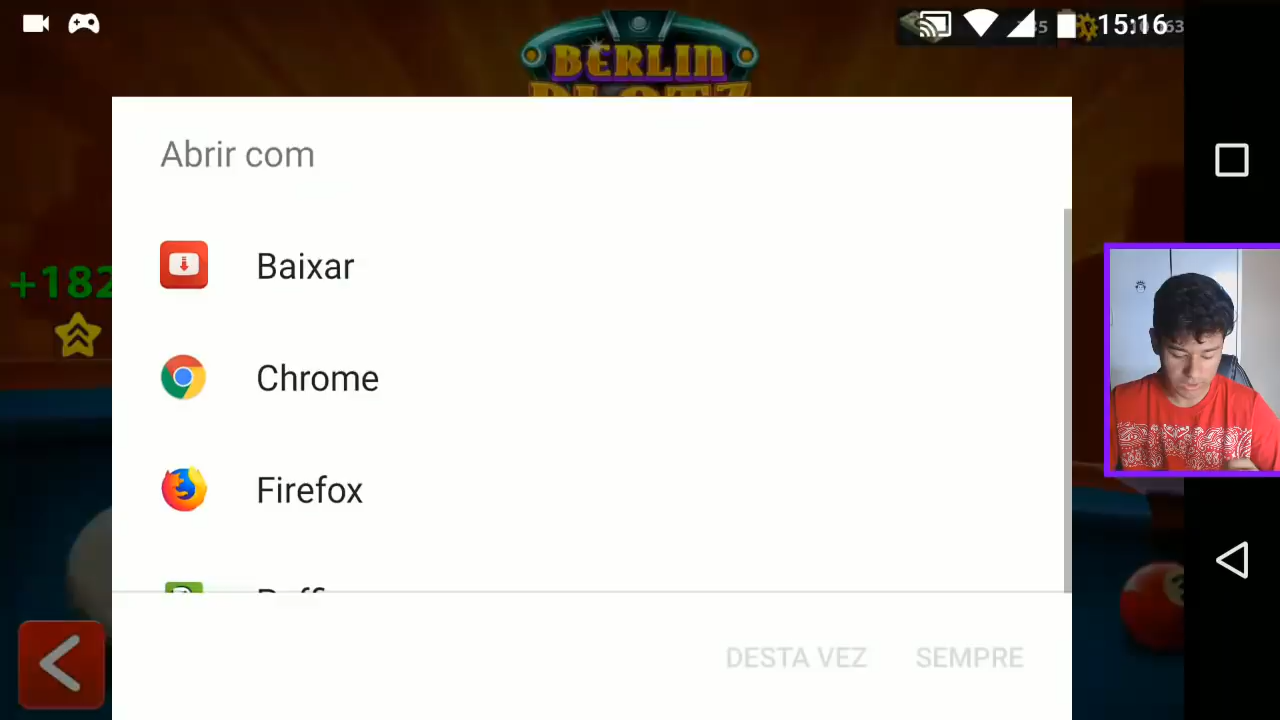 15:16
BERLIN
Abrir com
+182
Baixar
Chrome
Firefox
DESTA VEZ
SEMPRE